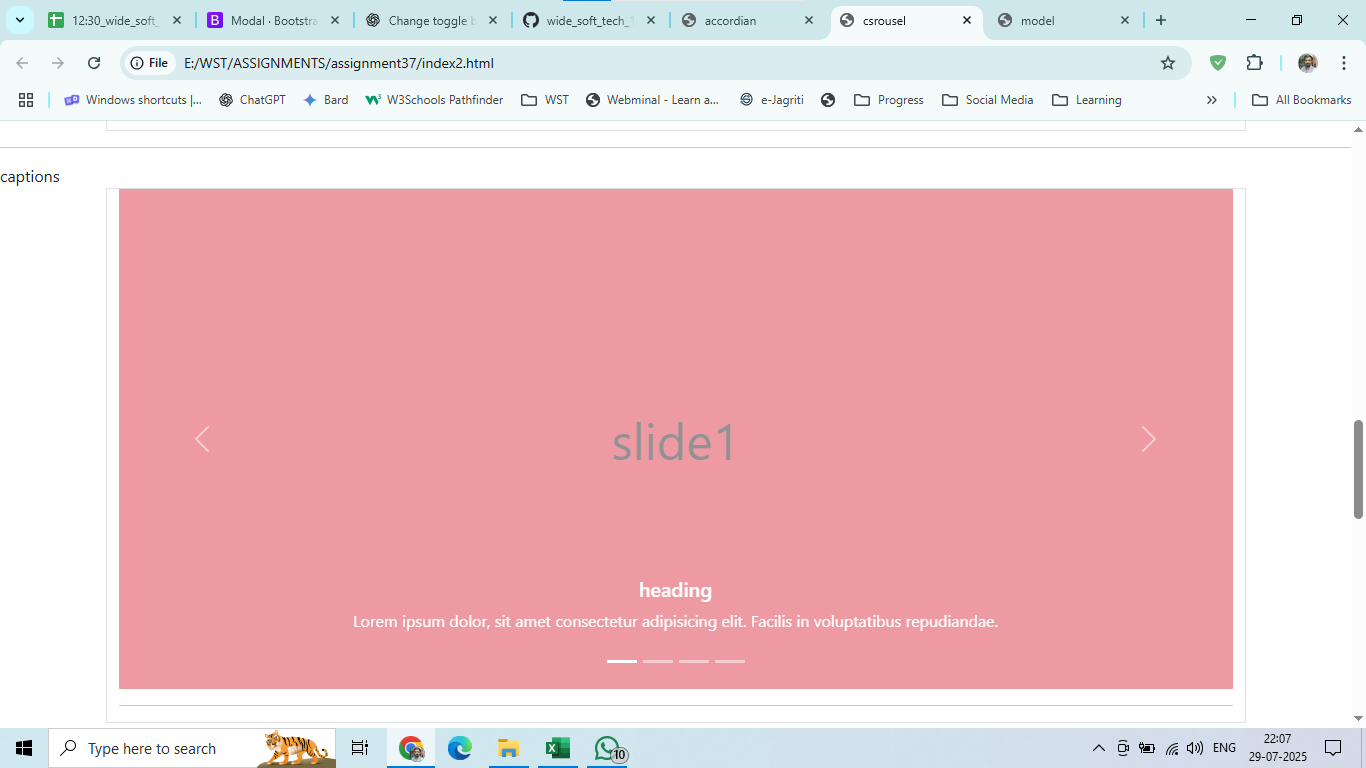 12:30_wide_soft_
Modal · Bootstra
Change toggle b
wide_soft_tech_1
accordian
csrousel
model
File
E:/WST/ASSIGNMENTS/assignment37/index2.html
Windows shortcuts |...
ChatGPT
Bard
W3Schools Pathfinder
WST
Webminal - Learn a...
e-Jagriti
Progress
Social Media
Learning
»
All Bookmarks
captions
slide1
heading
Lorem ipsum dolor, sit amet consectetur adipisicing elit. Facilis in voluptatibus repudiandae.
Type here to search
10
ENG
22:07
29-07-2025